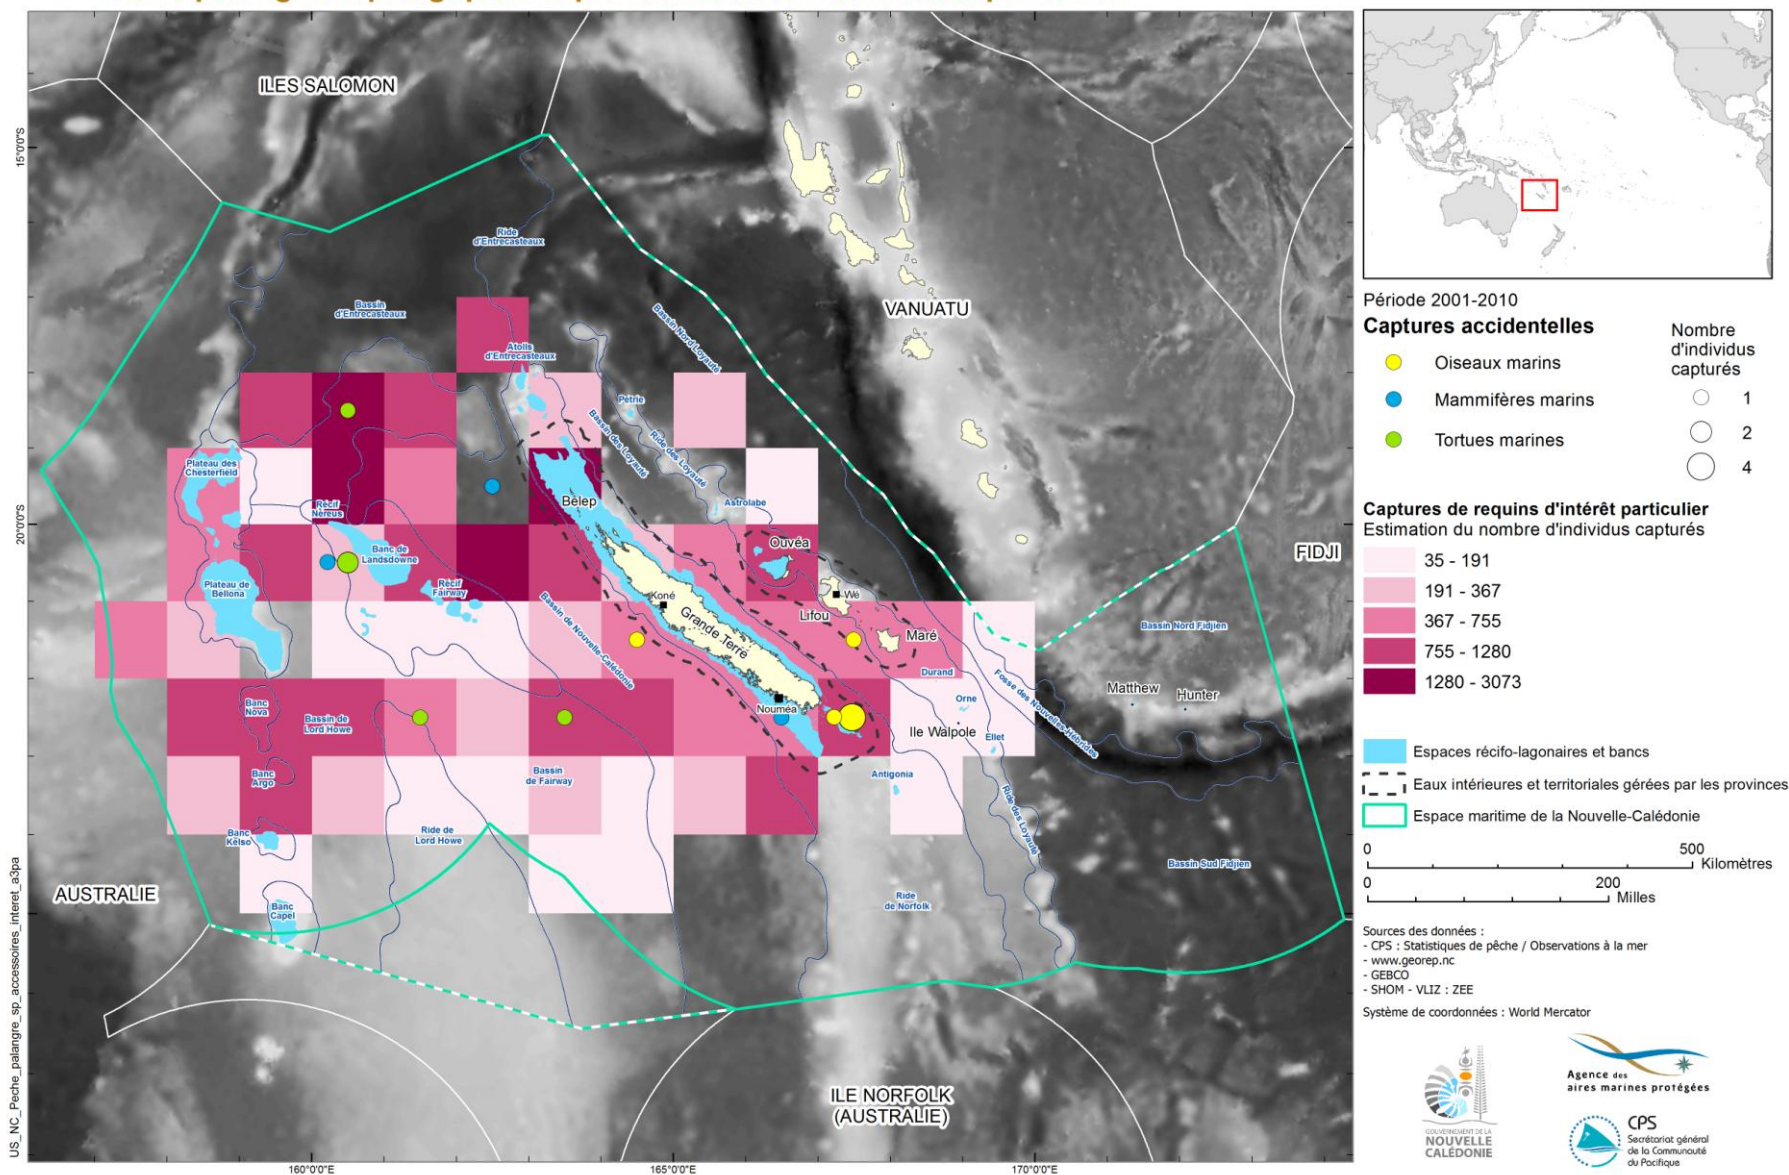 ILES SALOMON
VANUATU
FIDJI
AUSTRALIE
ILE NORFOLK
(AUSTRALIE)
15°0'0"S
20°0'0"S
160°0'0"E
165°0'0"E
170°0'0"E
Ride
d'Entrecasteaux
Bassin
d'Entrecasteaux
Atolls
d'Entrecasteaux
Bassin Nord Loyauté
Pétrie
Bassin des Loyauté
Ride des Loyauté
Astrolabe
Plateau des
Chesterfield
Récif
Néreus
Banc de
Landsdowne
Récif
Fairway
Plateau de
Bellona
Bélep
Ouvéa
Koné
Grande Terre
Wé
Lifou
Maré
Bassin de Nouvelle-Calédonie
Durand
Fosse des Nouvelles-Hébrides
Bassin Nord Fidjien
Matthew
Hunter
Orne
Nouméa
Ile Walpole
Ellet
Banc
Nova
Bassin de
Lord Howe
Banc
Argo
Bassin
de Fairway
Antigonia
Ride des Loyauté
Banc
Kelso
Ride de
Lord Howe
Bassin Sud Fidjien
Banc
Capel
Ride
de Norfolk
US_NC_Peche_palangre_sp_accessoires_interet_a3pa
Période 2001-2010
Captures accidentelles
Oiseaux marins
Mammifères marins
Tortues marines
Nombre
d'individus
capturés
1
2
4
Captures de requins d'intérêt particulier
Estimation du nombre d'individus capturés
35 - 191
191 - 367
367 - 755
755 - 1280
1280 - 3073
Espaces récifo-lagonaires et bancs
Eaux intérieures et territoriales gérées par les provinces
Espace maritime de la Nouvelle-Calédonie
0 500
Kilomètres
0 200
Milles
Sources des données :
- CPS : Statistiques de pêche / Observations à la mer
- www.georep.nc
- GEBCO
- SHOM - VLIZ : ZEE
Système de coordonnées : World Mercator
GOUVERNEMENT DE LA
NOUVELLE
CALÉDONIE
Agence des
aires marines protégées
CPS
Secrétariat général
de la Communauté
du Pacifique